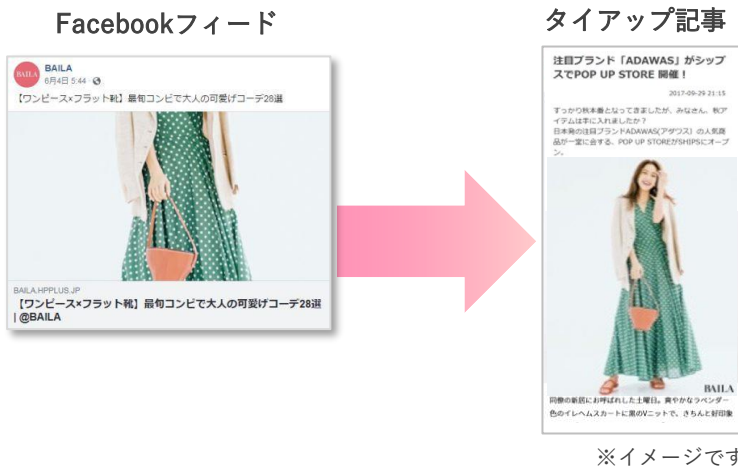 Facebookフィード
タイアップ記事
BAILA
BAILA
6月4日 5:44
【ワンピース×フラット靴】最旬コンビで大人の可愛げコーデ28選
BAILA.HPPLUS.JP
【ワンピース×フラット靴】最旬コンビで大人の可愛げコーデ28選
| @BAILA
注目ブランド「ADAWAS」がシップ
スでPOP UP STORE 開催！
2017-09-29 21:15
すっかり秋本番となってきましたが、みなさん、秋ア
イテムは手に入れましたか？
日本発の注目ブランドADAWAS(アダワス）の人気商
品が一堂に会する、POP UP STOREがSHIPSにオープ
ン。
BAILA
同僚の新居にお呼ばれした土曜日。爽やかなラベンダー
色のイレヘムスカートに黒のVニットで、きちんと好印象
※イメージです